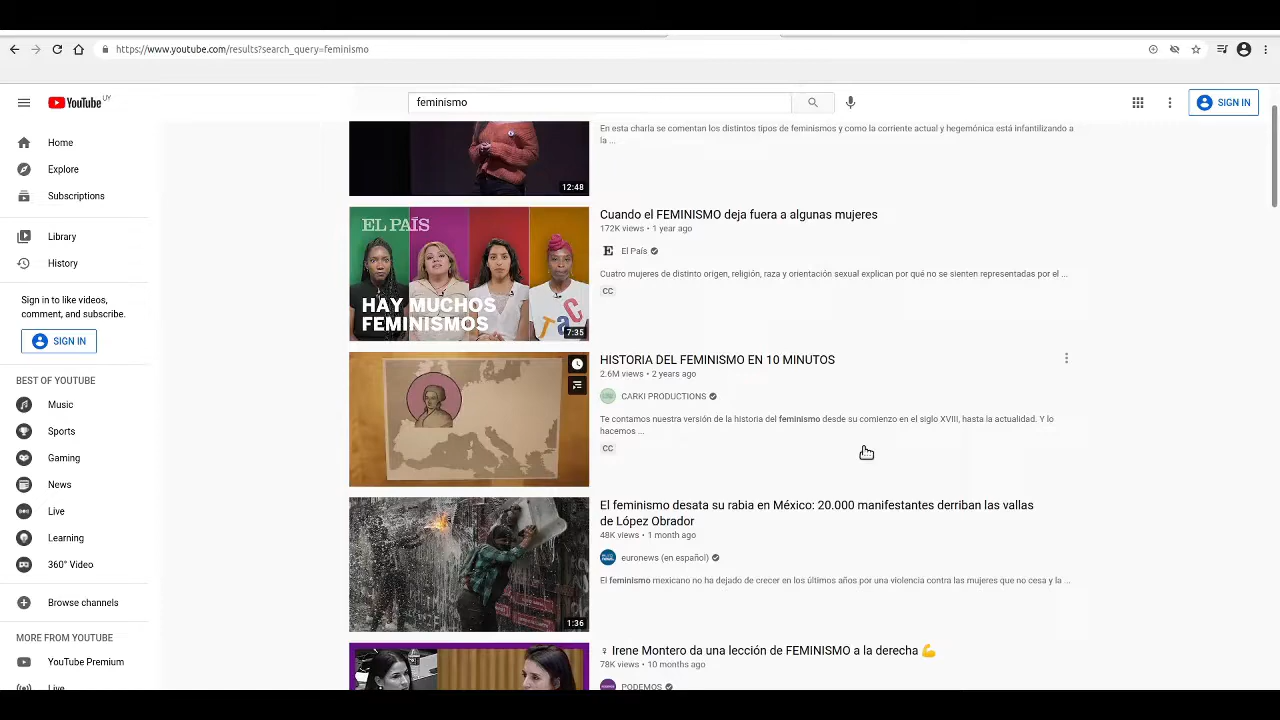 https://www.youtube.com/results?search_query=feminismo
YouTube UY
feminismo
SIGN IN
Home
Explore
Subscriptions
Library
History
Sign in to like videos,
comment, and subscribe.
SIGN IN
BEST OF YOUTUBE
Music
Sports
Gaming
News
Live
Learning
360° Video
Browse channels
MORE FROM YOUTUBE
YouTube Premium
Live
12:48
En esta charla se comentan los distintos tipos de feminismos y como la corriente actual y hegemónica está infantilizando a
la ...
EL PAÍS
HAY MUCHOS
FEMINISMOS
TaC
7:35
Cuando el FEMINISMO deja fuera a algunas mujeres
172K views • 1 year ago
E El País
Cuatro mujeres de distinto origen, religión, raza y orientación sexual explican por qué no se sienten representadas por el ...
CC
HISTORIA DEL FEMINISMO EN 10 MINUTOS
2.6M views • 2 years ago
CARKI PRODUCTIONS
Te contamos nuestra versión de la historia del feminismo desde su comienzo en el siglo XVIII, hasta la actualidad. Y lo
hacemos ...
CC
1:36
El feminismo desata su rabia en México: 20.000 manifestantes derriban las vallas
de López Obrador
48K views • 1 month ago
euronews (en español)
El feminismo mexicano no ha dejado de crecer en los últimos años por una violencia contra las mujeres que no cesa y la ...
♀ Irene Montero da una lección de FEMINISMO a la derecha 💪
78K views • 10 months ago
PODEMOS